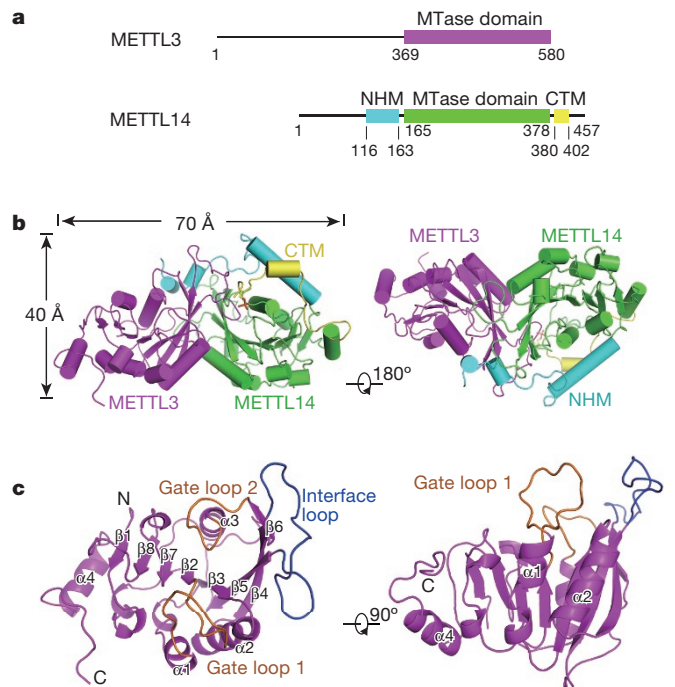 a
MTase domain
METTL3
1 369 580
NHM MTase domain CTM
METTL14
1 165 378 457
116 163 380 402
b
70 Å
CTM
METTL3 METTL14
40 Å
METTL3 METTL14
180º
NHM
c
N
Gate loop 2
Interface loop
α3
β6
β1
β8
β7
β2
β3
β5
β4
α4
α2
α1
Gate loop 1
C
90º
Gate loop 1
α1
α2
C
α4